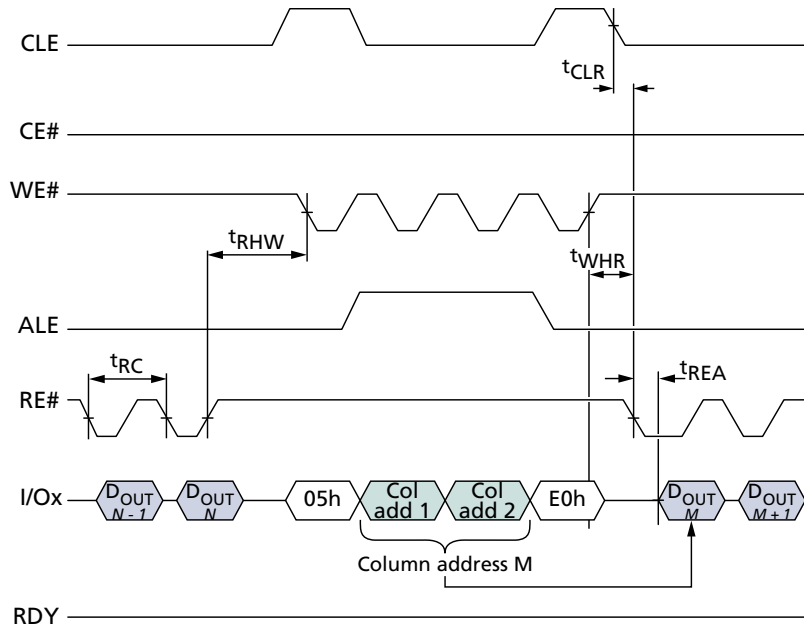 CLE
tCLR
CE#
WE#
tRHW
tWHR
ALE
tRC
tREA
RE#
I/Ox
DOUT
N - 1
DOUT
N
05h
Col
add 1
Col
add 2
E0h
DOUT
M
DOUT
M + 1
Column address M
RDY